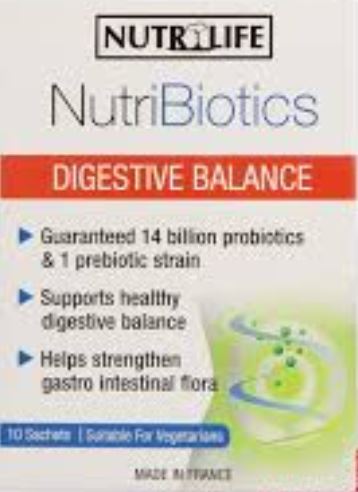 NUTRILIFE
NutriBiotics
DIGESTIVE BALANCE
Guaranteed 14 billion probiotics
& 1 prebiotic strain
Supports healthy
digestive balance
Helps strengthen
gastro intestinal flora
10 Sachets | Suitable For Vegetarians
MADE IN FRANCE